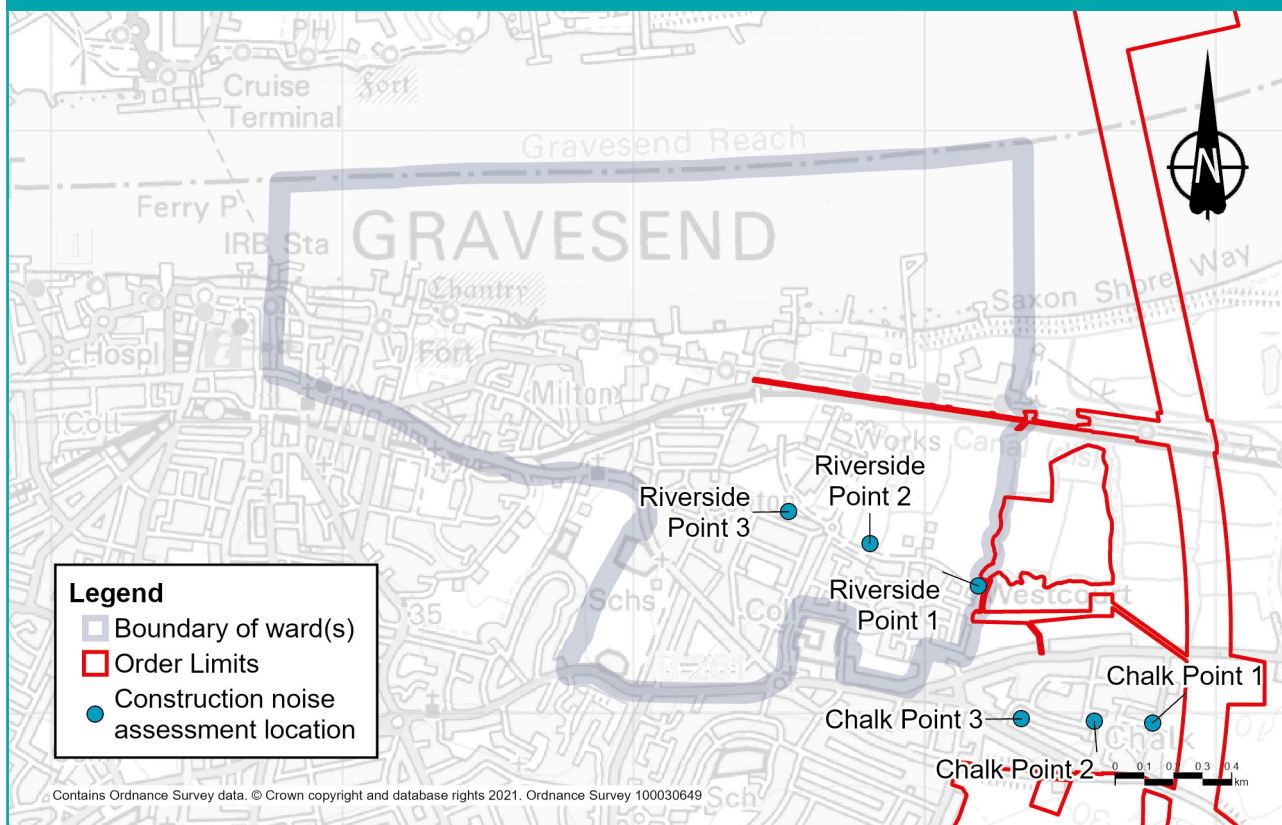 PH
Cruise
Terminal
Fort
Gravesend Reach
N
Ferry P
GRAVESEND
IRB Sta
Saxon Shore Way
Chantry
Hospl
Fort
Milton
Coll
Works
Canal (dis)
Riverside
Point 2
Riverside
Point 3
Riverside
Point 1
Westcourt
Schs
B 261
Chalk Point 1
Chalk Point 3
Chalk
Chalk Point 2
0 0.1 0.2 0.3 0.4
km
Sch
Legend
Boundary of ward(s)
Order Limits
Construction noise
assessment location
Contains Ordnance Survey data. © Crown copyright and database rights 2021. Ordnance Survey 100030649